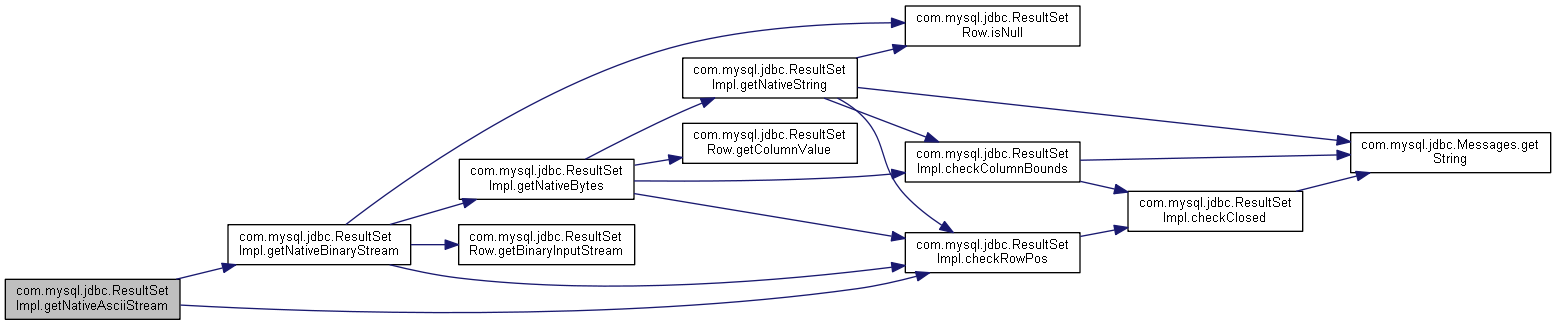 com.mysql.jdbc.ResultSet
Row.isNull
com.mysql.jdbc.ResultSet
Impl.getNativeString
com.mysql.jdbc.ResultSet
Row.getColumnValue
com.mysql.jdbc.Messages.get
String
com.mysql.jdbc.ResultSet
Impl.checkColumnBounds
com.mysql.jdbc.ResultSet
Impl.getNativeBytes
com.mysql.jdbc.ResultSet
Impl.checkClosed
com.mysql.jdbc.ResultSet
Impl.getNativeBinaryStream
com.mysql.jdbc.ResultSet
Row.getBinaryInputStream
com.mysql.jdbc.ResultSet
Impl.checkRowPos
com.mysql.jdbc.ResultSet
Impl.getNativeAsciiStream